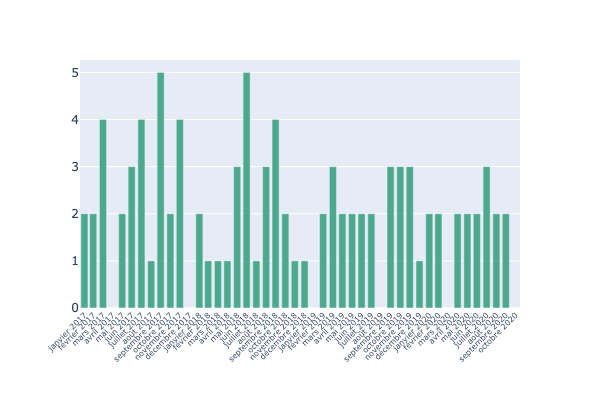 5
4
3
2
1
0
janvier 2017
février 2017
mars 2017
avril 2017
mai 2017
juin 2017
juillet 2017
août 2017
septembre 2017
octobre 2017
novembre 2017
décembre 2017
janvier 2018
février 2018
mars 2018
avril 2018
mai 2018
juin 2018
juillet 2018
août 2018
septembre 2018
octobre 2018
novembre 2018
décembre 2018
janvier 2019
février 2019
mars 2019
avril 2019
mai 2019
juin 2019
juillet 2019
août 2019
septembre 2019
octobre 2019
novembre 2019
décembre 2019
janvier 2020
février 2020
mars 2020
avril 2020
mai 2020
juin 2020
juillet 2020
août 2020
septembre 2020
octobre 2020